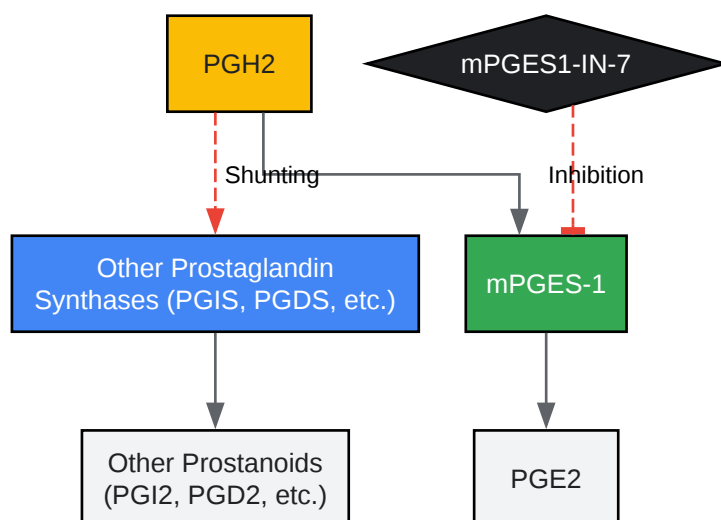 PGH2
mPGES1-IN-7
Shunting
Inhibition
Other Prostaglandin
Synthases (PGIS, PGDS, etc.)
mPGES-1
Other Prostanoids
(PGI2, PGD2, etc.)
PGE2